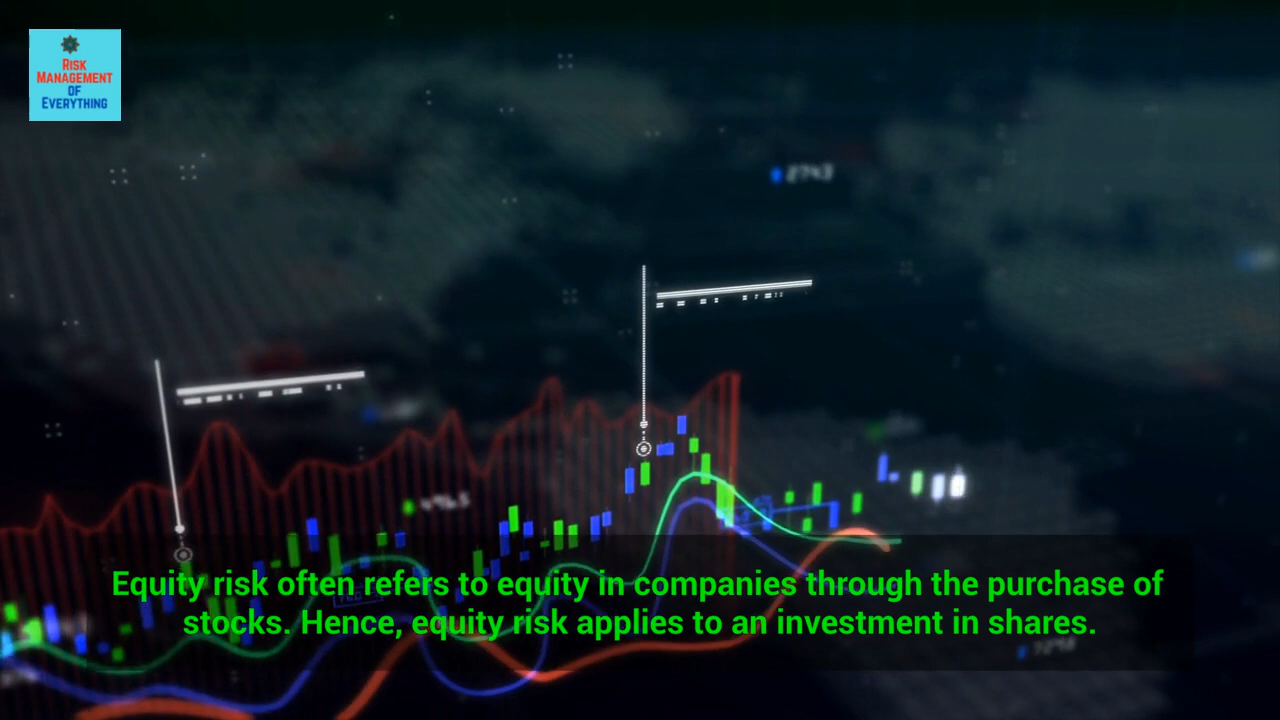 Risk
Management
of
Everything
2743
Equity risk often refers to equity in companies through the purchase of
stocks. Hence, equity risk applies to an investment in shares.